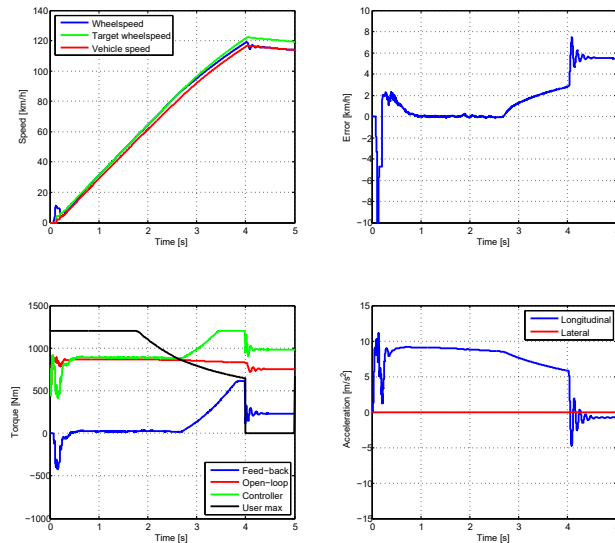 140
120
100
80
60
40
20
0
0 1 2 3 4 5
Speed [km/h]
Time [s]
Wheelspeed
Target wheelspeed
Vehicle speed
10
8
6
4
2
0
−2
−4
−6
−8
−10
0 1 2 3 4 5
Error [km/h]
Time [s]
1500
1000
500
0
−500
−1000
0 1 2 3 4 5
Torque [Nm]
Time [s]
Feed−back
Open−loop
Controller
User max
15
10
5
0
−5
−10
−15
0 1 2 3 4 5
Acceleration [m/s²]
Time [s]
Longitudinal
Lateral